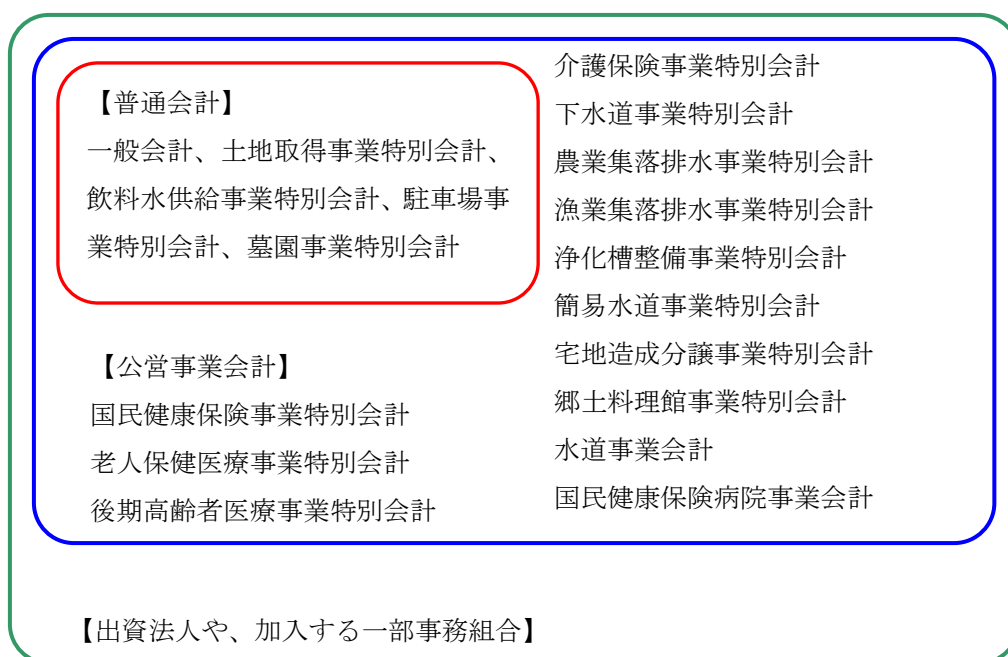 【普通会計】
一般会計、土地取得事業特別会計、
飲料水供給事業特別会計、駐車場事
業特別会計、墓園事業特別会計
【公営事業会計】
国民健康保険事業特別会計
老人保健医療事業特別会計
後期高齢者医療事業特別会計
介護保険事業特別会計
下水道事業特別会計
農業集落排水事業特別会計
漁業集落排水事業特別会計
浄化槽整備事業特別会計
簡易水道事業特別会計
宅地造成分譲事業特別会計
郷土料理館事業特別会計
水道事業会計
国民健康保険病院事業会計
【出資法人や、加入する一部事務組合】